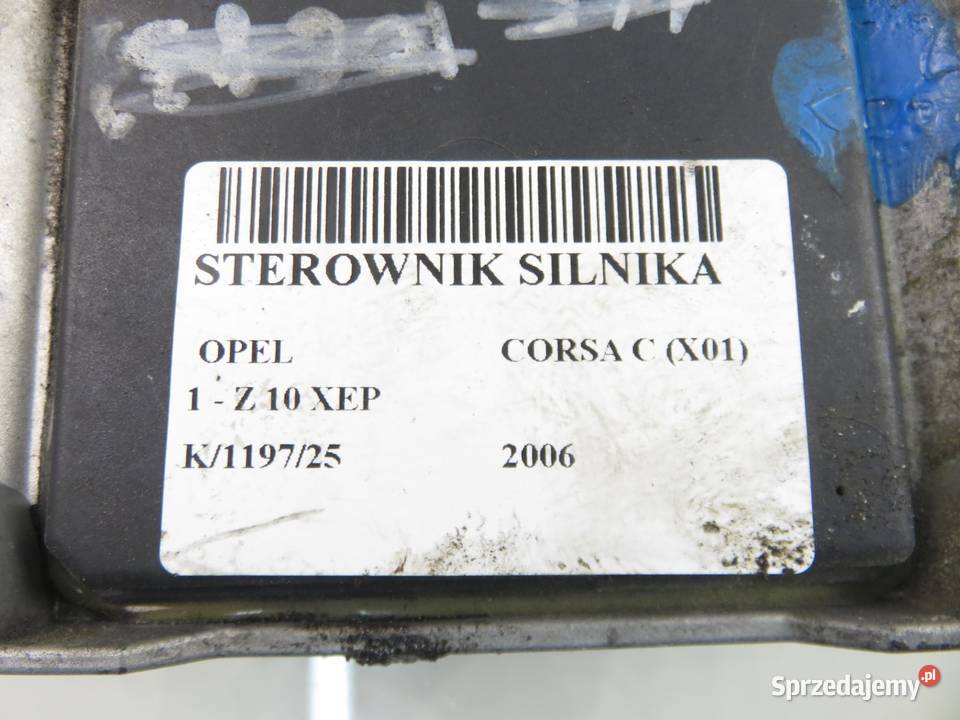 STEROWNIK SILNIKA
OPEL CORSA C (X01)
1 - Z 10 XEP
K/1197/25 2006
Sprzedajemy.pl